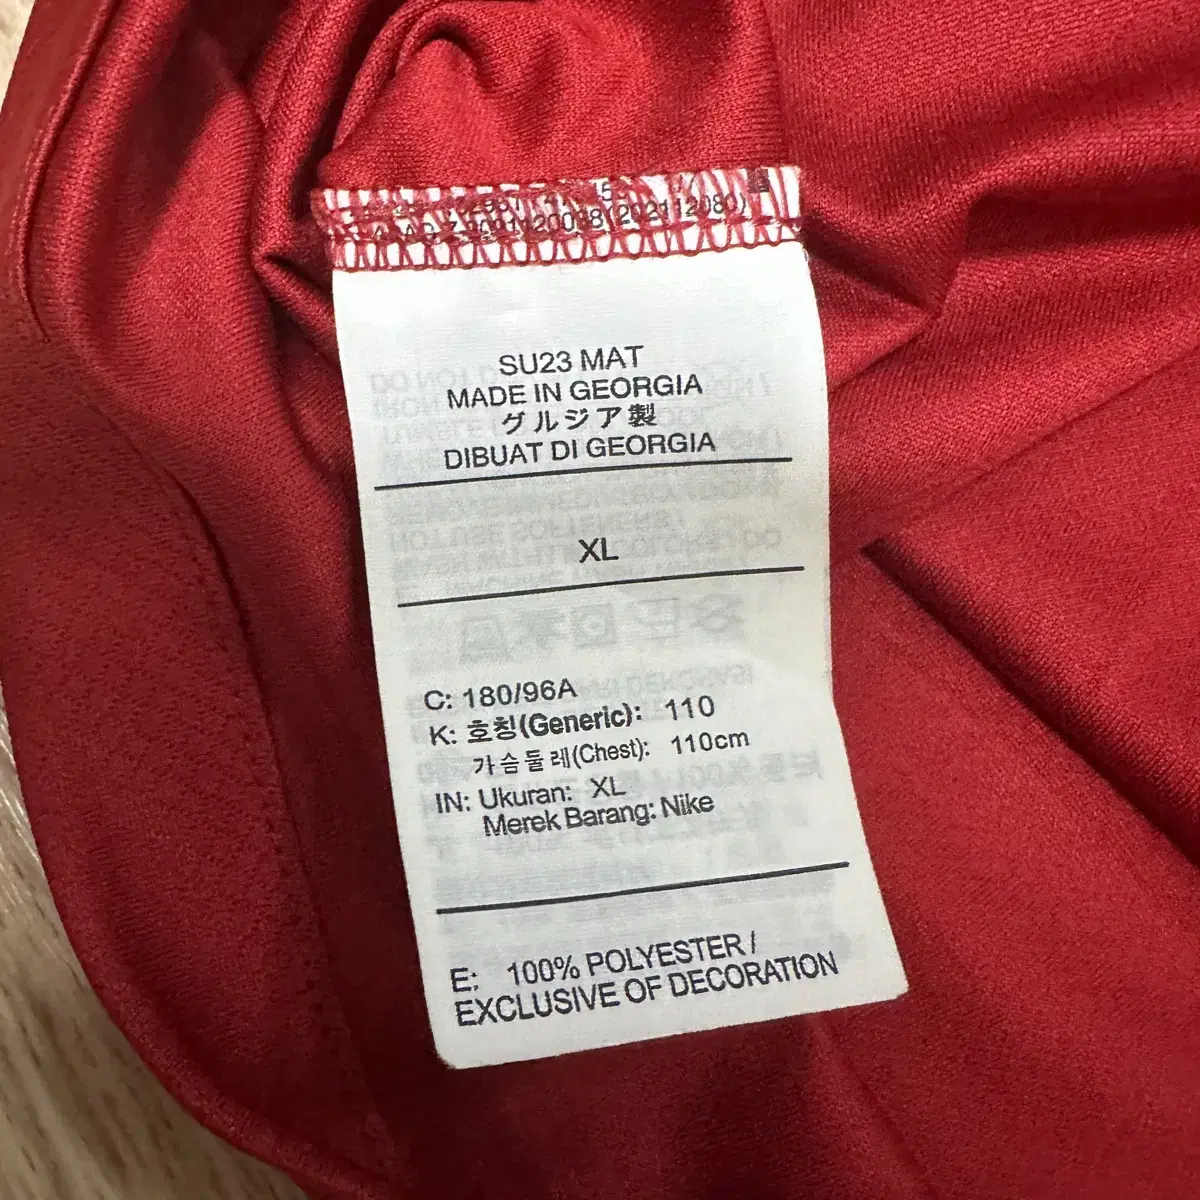 (202112080)
SU23 MAT
MADE IN GEORGIA
グルジア製
DIBUAT DI GEORGIA
XL
C: 180/96A
K: 호칭(Generic): 110
가슴둘레(Chest): 110cm
IN: Ukuran: XL
Merek Barang: Nike
E: 100% POLYESTER /
EXCLUSIVE OF DECORATION